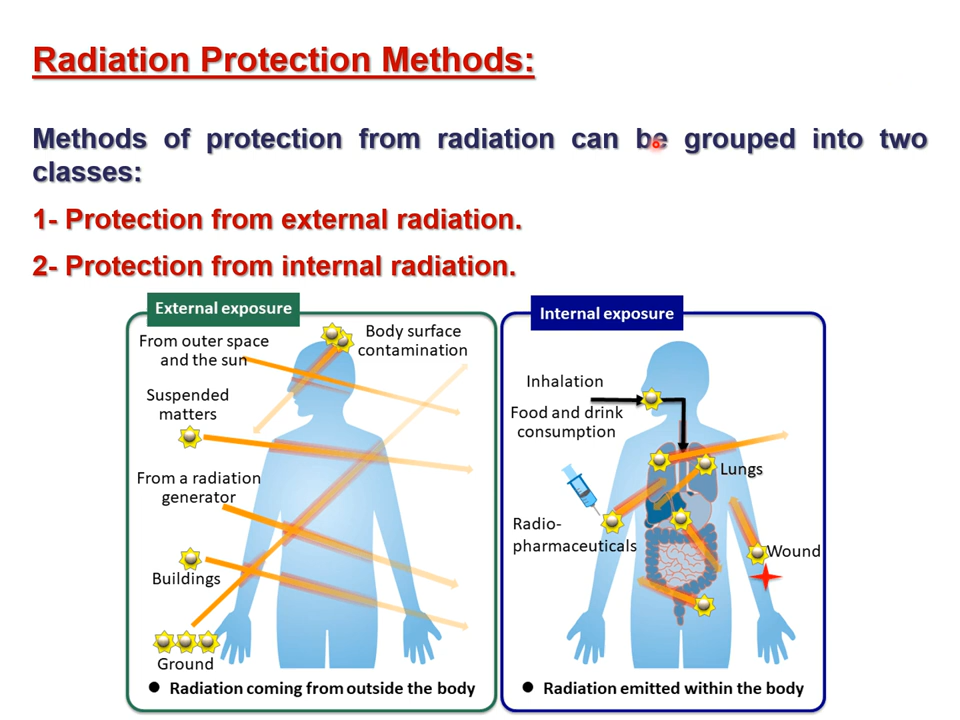 Radiation Protection Methods:
Methods of protection from radiation can be grouped into two
classes:
1- Protection from external radiation.
2- Protection from internal radiation.
External exposure
From outer space
and the sun
Body surface
contamination
Suspended
matters
From a radiation
generator
Buildings
Ground
● Radiation coming from outside the body
Internal exposure
Inhalation
Food and drink
consumption
Lungs
Radio-
pharmaceuticals
Wound
● Radiation emitted within the body